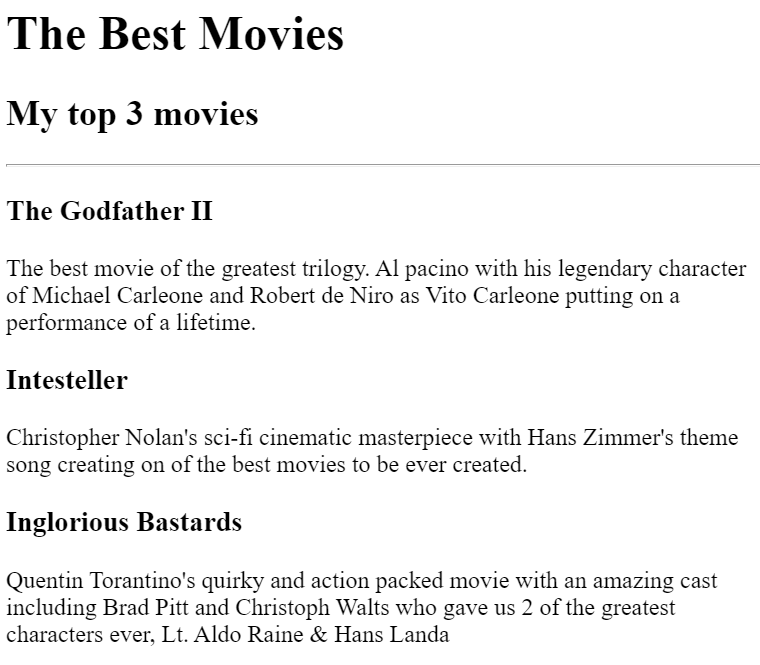 The Best Movies
My top 3 movies
The Godfather II
The best movie of the greatest trilogy. Al pacino with his legendary character
of Michael Carleone and Robert de Niro as Vito Carleone putting on a
performance of a lifetime.
Intesteller
Christopher Nolan's sci-fi cinematic masterpiece with Hans Zimmer's theme
song creating on of the best movies to be ever created.
Inglorious Bastards
Quentin Torantino's quirky and action packed movie with an amazing cast
including Brad Pitt and Christoph Walts who gave us 2 of the greatest
characters ever, Lt. Aldo Raine & Hans Landa